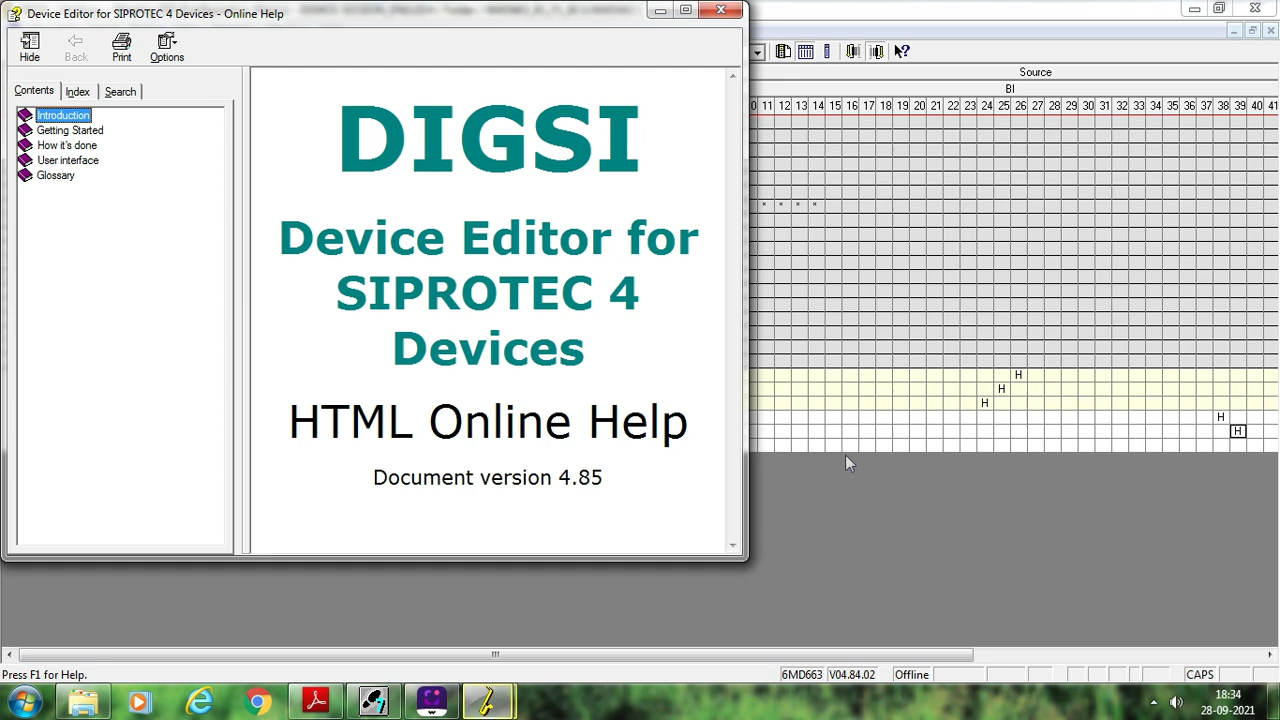 Device Editor for SIPROTEC 4 Devices - Online Help
Hide
Back
Print
Options
Contents
Index
Search
Introduction
Getting Started
How it's done
User interface
Glossary
DIGSI
Device Editor for
SIPROTEC 4
Devices
HTML Online Help
Document version 4.85
Source
BI
11 12 13 14 15 16 17 18 19 20 21 22 23 24 25 26 27 28 29 30 31 32 33 34 35 36 37 38 39 40 41
* * * *
H
H
H
H
H
Press F1 for Help.
6MD663
V04.84.02
Offline
CAPS
18:34
28-09-2021